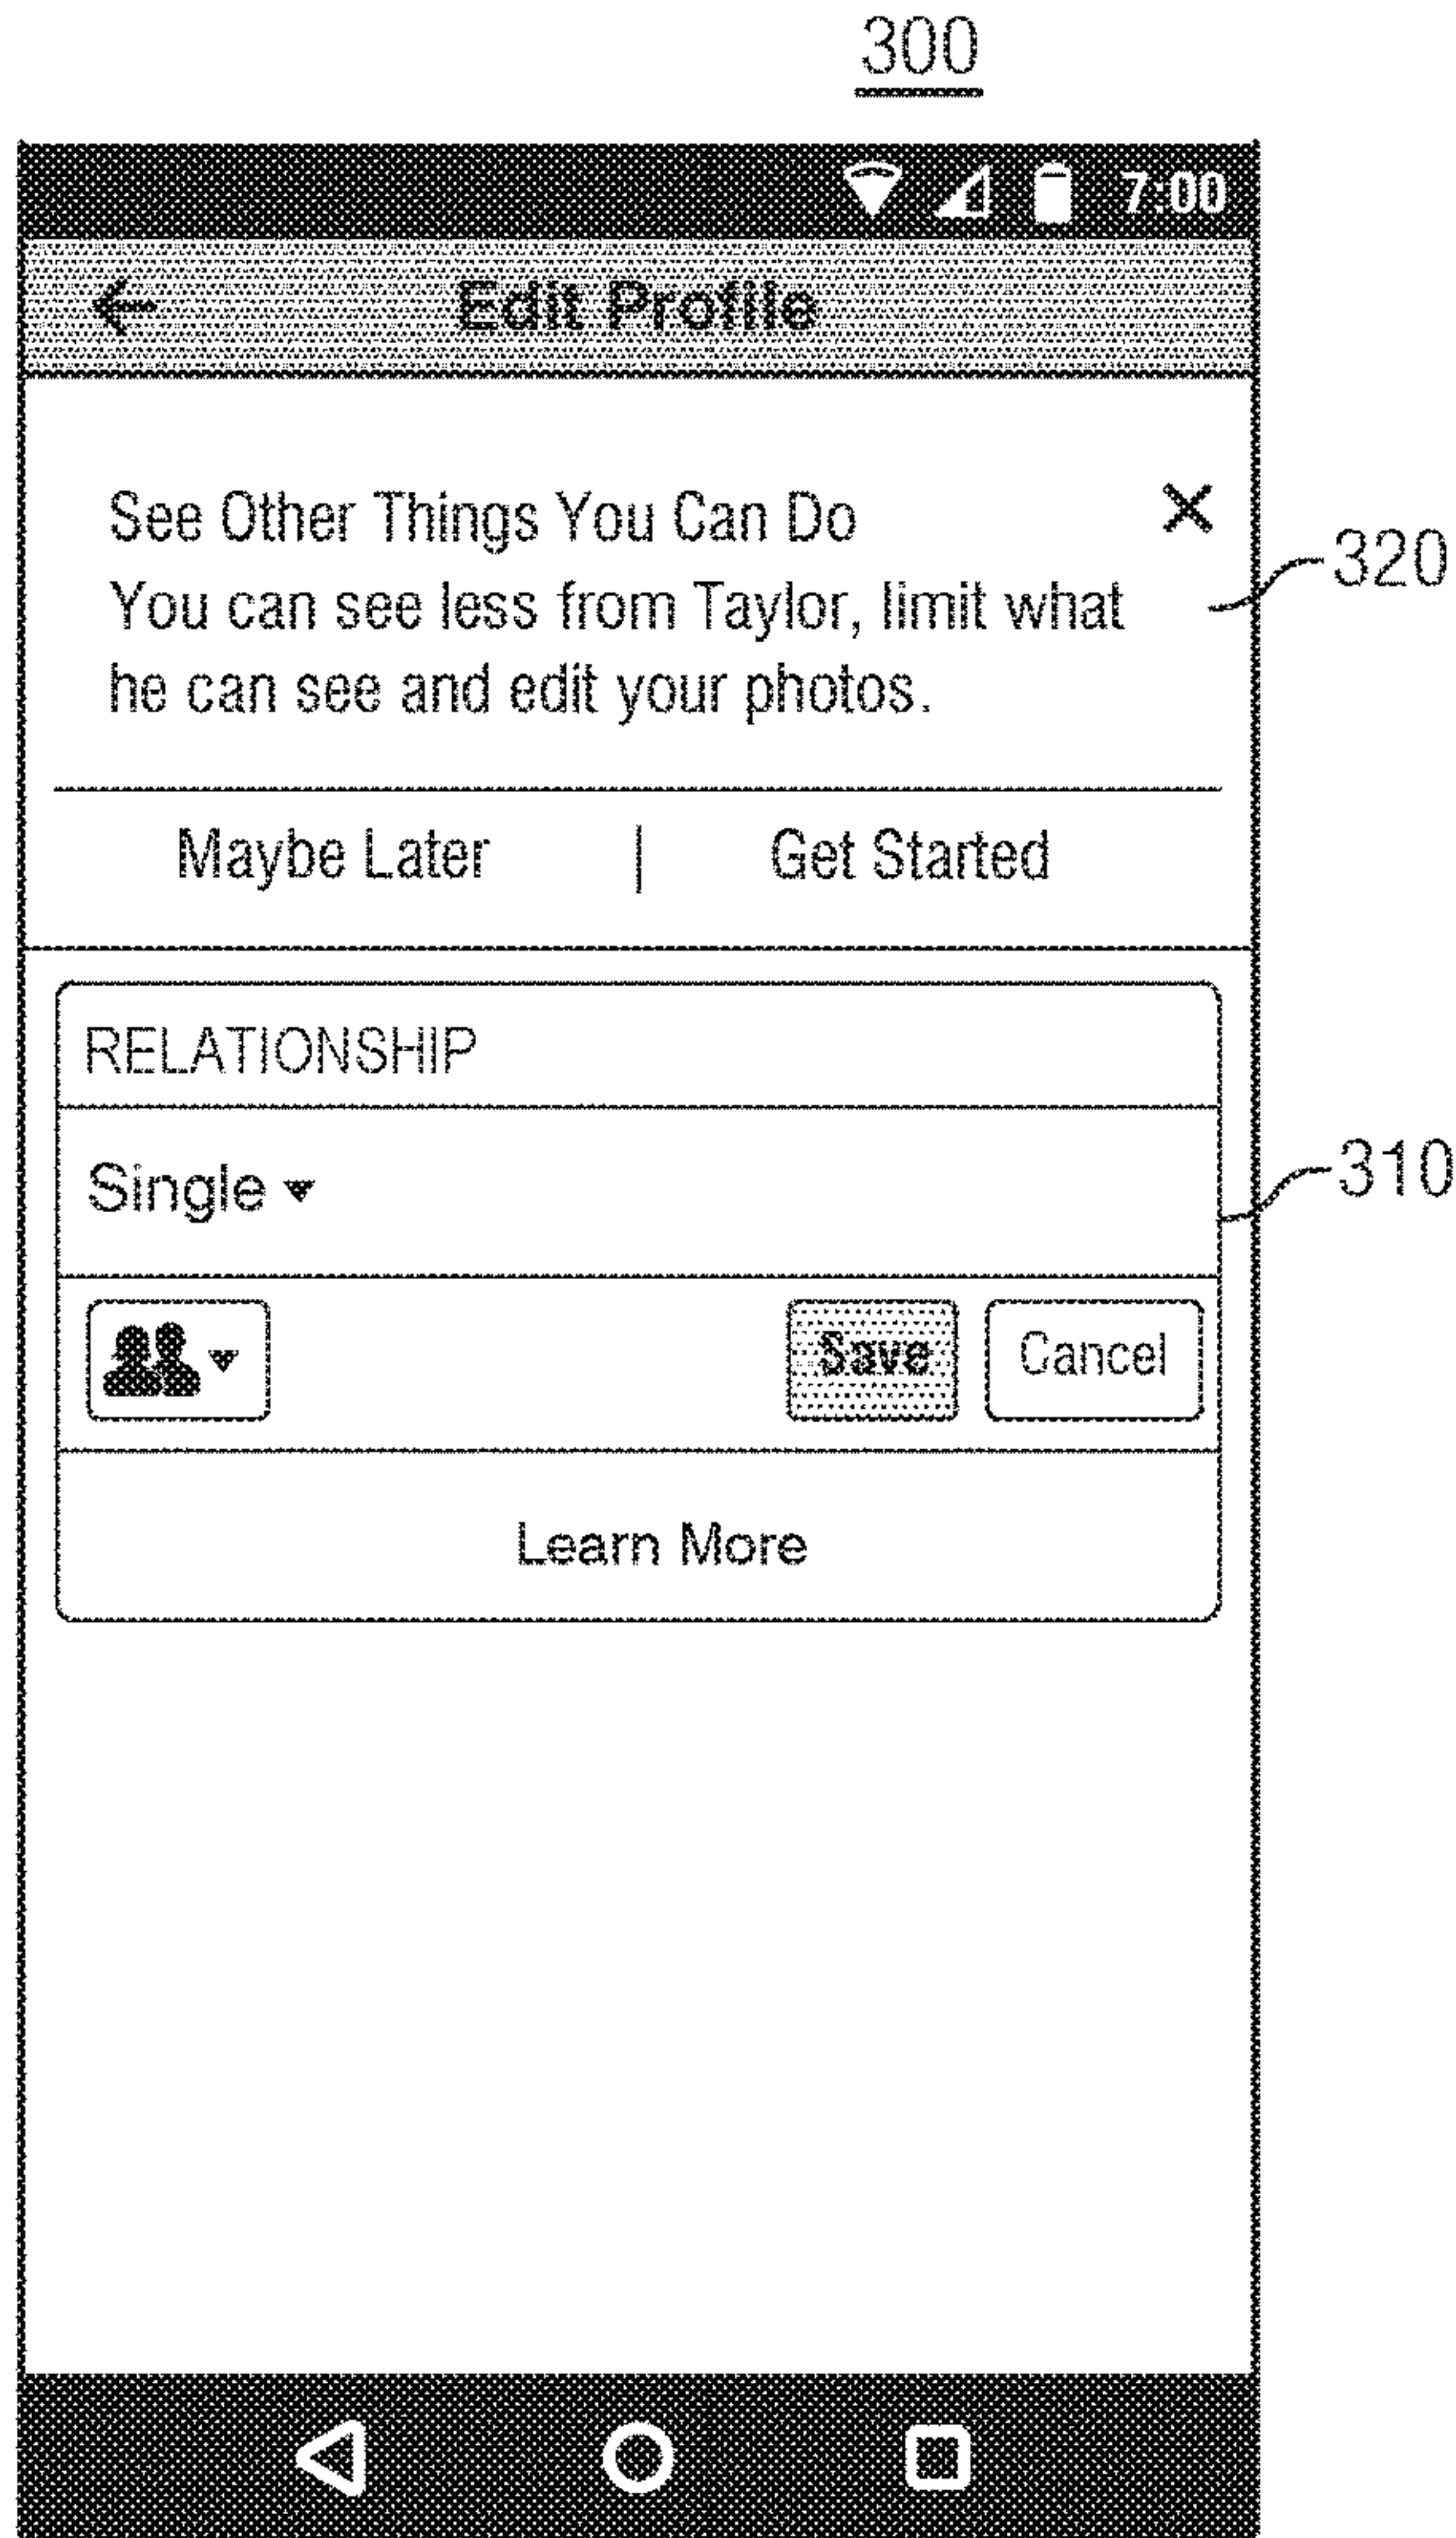 300
7:00
Edit Profile
See Other Things You Can Do
You can see less from Taylor, limit what
he can see and edit your photos.
320
Maybe Later | Get Started
RELATIONSHIP
Single
310
Save Cancel
Learn More